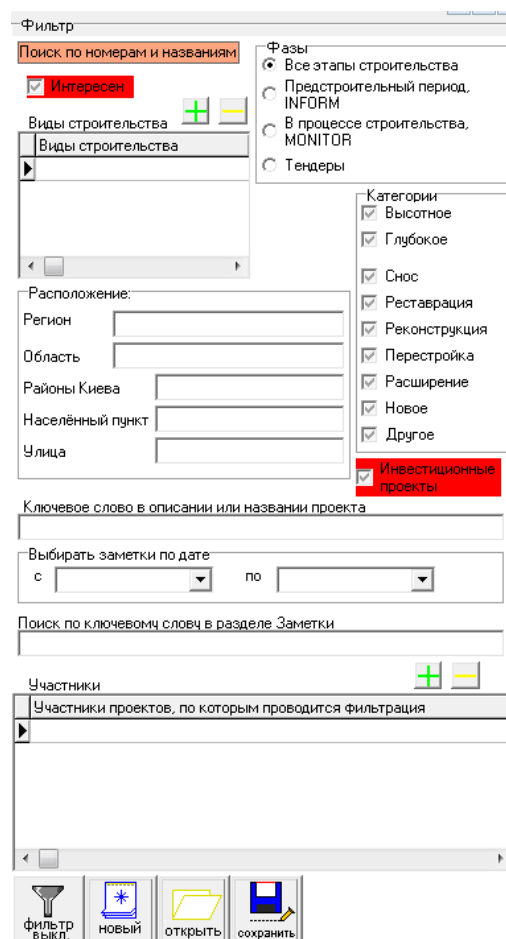 Фильтр
Поиск по номерам и названиям
Интересен
Виды строительства
Виды строительства
Фазы
Все этапы строительства
Предстроительный период,
INFORM
В процессе строительства,
MONITOR
Тендеры
Категории
Высотное
Глубокое
Снос
Реставрация
Реконструкция
Перестройка
Расширение
Новое
Другое
Расположение:
Регион
Область
Районы Киева
Населённый пункт
Улица
Инвестиционные
проекты
Ключевое слово в описании или названии проекта
Выбирать заметки по дате
с по
Поиск по ключевому слову в разделе Заметки
Участники
Участники проектов, по которым проводится фильтрация
фильтр
выкл.
новый
открыть
сохранить